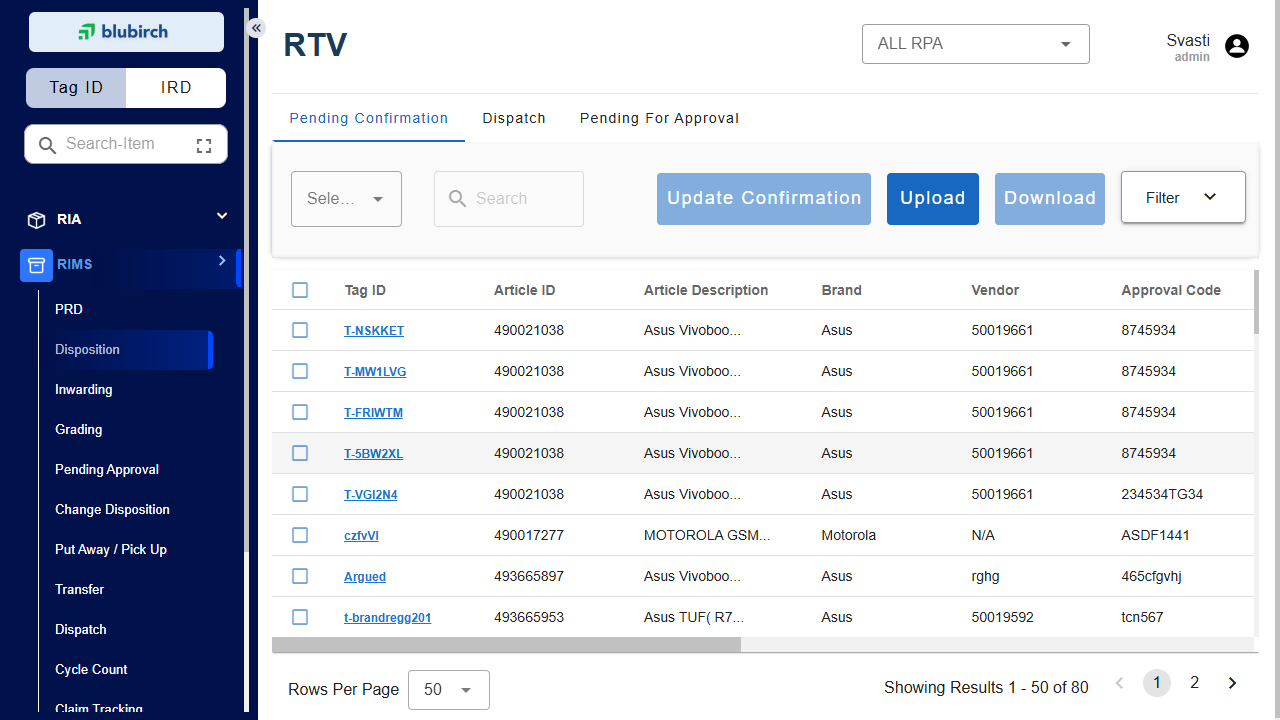 blubirch
«
Tag ID
IRD
Search-Item
RIA
RIMS
PRD
Disposition
Inwarding
Grading
Pending Approval
Change Disposition
Put Away / Pick Up
Transfer
Dispatch
Cycle Count
Claim Tracking
RTV
ALL RPA
Svasti
admin
Pending Confirmation Dispatch Pending For Approval
Sele... Search Update Confirmation Upload Download Filter
Tag ID Article ID Article Description Brand Vendor Approval Code
T-NSKKET 490021038 Asus Vivoboo... Asus 50019661 8745934
T-MW1LVG 490021038 Asus Vivoboo... Asus 50019661 8745934
T-FRIWTM 490021038 Asus Vivoboo... Asus 50019661 8745934
T-5BW2XL 490021038 Asus Vivoboo... Asus 50019661 8745934
T-VGI2N4 490021038 Asus Vivoboo... Asus 50019661 234534TG34
czfvVl 490017277 MOTOROLA GSM... Motorola N/A ASDF1441
Argued 493665897 Asus Vivoboo... Asus rghg 465cfgvhj
t-brandregg201 493665953 Asus TUF( R7... Asus 50019592 tcn567
Rows Per Page 50 Showing Results 1 - 50 of 80 1 2